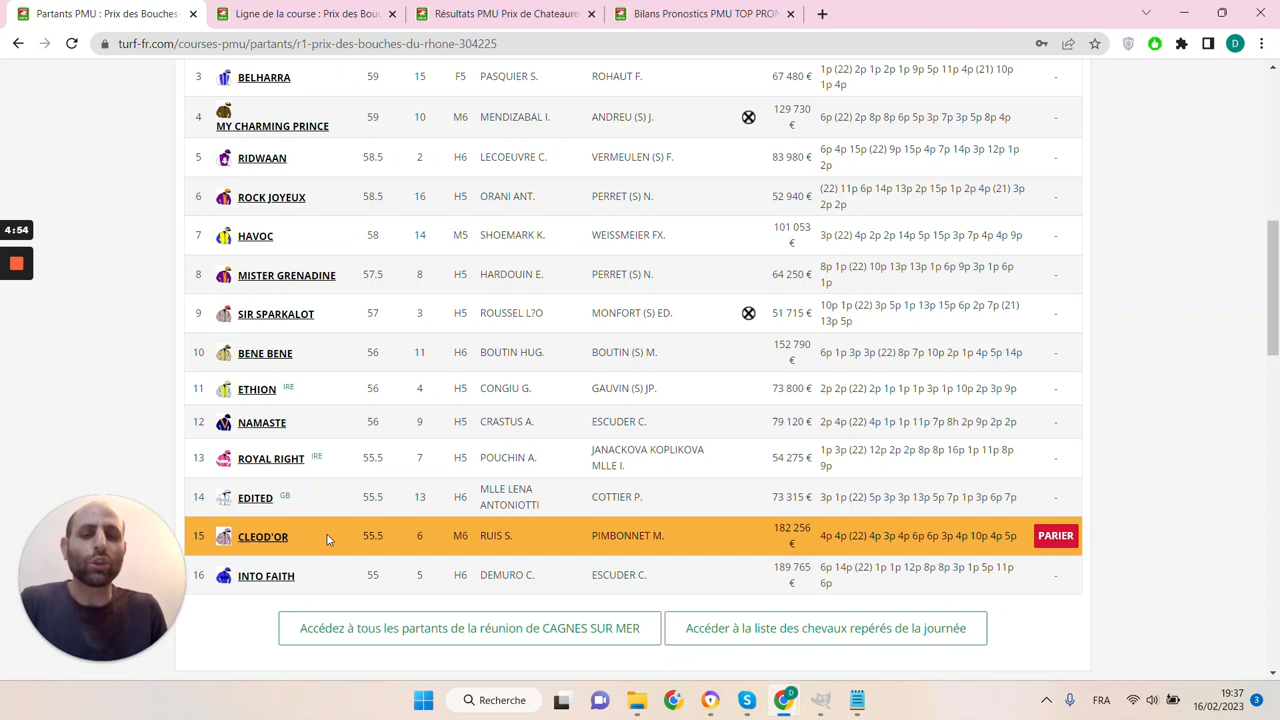 Partants PMU : Prix des Bouches-
Ligne de la course : Prix des Bou
Résultats PMU Prix de Chateaure
Bilans Pronostics PMU TOP PRON
turf-fr.com/courses-pmu/partants/r1-prix-des-bouches-du-rhone-304225
D
3 BELHARRA 59 15 F5 PASQUIER S. ROHAUT F. 67 480 € 1p (22) 2p 1p 2p 1p 9p 5p 11p 4p (21) 10p
1p 4p -
4 MY CHARMING PRINCE 59 10 M6 MENDIZABAL I. ANDREU (S) J. 129 730
€ 6p (22) 2p 8p 8p 6p 5p 3p 7p 3p 5p 8p 4p -
5 RIDWAAN 58.5 2 H6 LECOEUVRE C. VERMEULEN (S) F. 83 980 € 6p 4p 15p (22) 9p 15p 4p 7p 14p 3p 12p 1p
2p -
4:54
6 ROCK JOYEUX 58.5 16 H5 ORANI ANT. PERRET (S) N. 52 940 € (22) 11p 6p 14p 13p 2p 15p 1p 2p 4p (21) 3p
2p 2p -
7 HAVOC 58 14 M5 SHOEMARK K. WEISSMEIER FX. 101 053
€ 3p (22) 4p 2p 2p 14p 5p 15p 3p 7p 4p 4p 9p -
8 MISTER GRENADINE 57.5 8 H5 HARDOUIN E. PERRET (S) N. 64 250 € 8p 1p (22) 10p 13p 13p 1p 6p 9p 3p 1p 6p
1p -
9 SIR SPARKALOT 57 3 H5 ROUSSEL L?O MONFORT (S) ED. 51 715 € 10p 1p (22) 3p 5p 1p 13p 15p 6p 2p 7p (21)
13p 5p -
10 BENE BENE 56 11 H6 BOUTIN HUG. BOUTIN (S) M. 152 790
€ 6p 1p 3p 3p (22) 8p 7p 10p 2p 1p 4p 5p 14p -
11 ETHION IRE 56 4 H5 CONGIU G. GAUVIN (S) JP. 73 800 € 2p 2p (22) 2p 1p 1p 1p 3p 1p 10p 2p 3p 9p -
12 NAMASTE 56 9 H5 CRASTUS A. ESCUDER C. 79 120 € 2p 4p (22) 4p 1p 1p 11p 7p 8h 2p 9p 2p 2p -
13 ROYAL RIGHT IRE 55.5 7 H5 POUCHIN A. JANACKOVA KOPLIKOVA
MLLE I. 54 275 € 1p 3p (22) 12p 2p 2p 8p 8p 16p 1p 11p 8p
9p -
14 EDITED GB 55.5 13 H6 MLLE LENA
ANTONIOTTI COTTIER P. 73 315 € 3p 1p (22) 5p 3p 3p 13p 5p 7p 1p 3p 6p 7p -
15 CLEOD'OR 55.5 6 M6 RUIS S. PIMBONNET M. 182 256
€ 4p 4p (22) 4p 3p 4p 6p 6p 3p 4p 10p 4p 5p PARIER
16 INTO FAITH 55 5 H6 DEMURO C. ESCUDER C. 189 765
€ 6p 14p (22) 1p 1p 12p 8p 8p 3p 1p 5p 11p
6p -
Accédez à tous les partants de la réunion de CAGNES SUR MER
Accéder à la liste des chevaux repérés de la journée
Recherche
FRA
19:37
16/02/2023
3